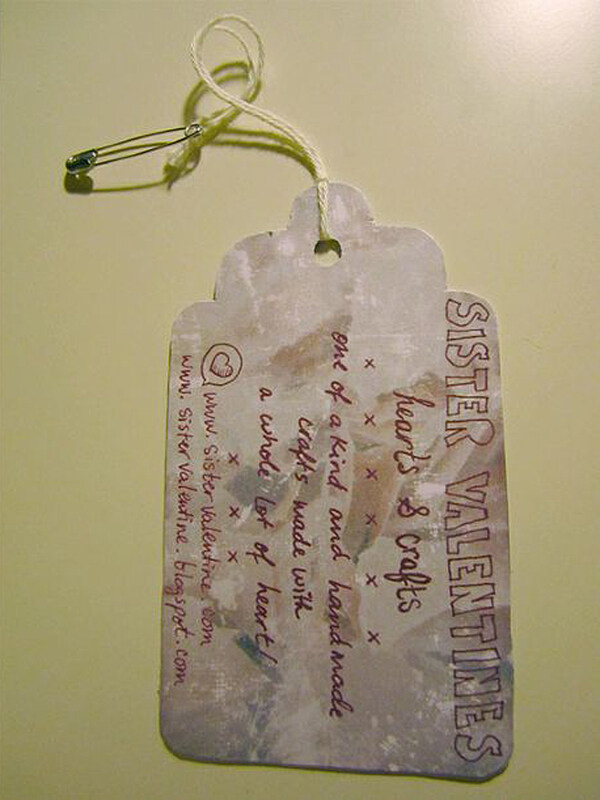 SISTER VALENTINES
hearts & crafts
x x x x x x
one of a kind and handmade
crafts made with
a whole lot of heart!
x x x
www.sistervalentine.com
www.sistervalentine.blogspot.com